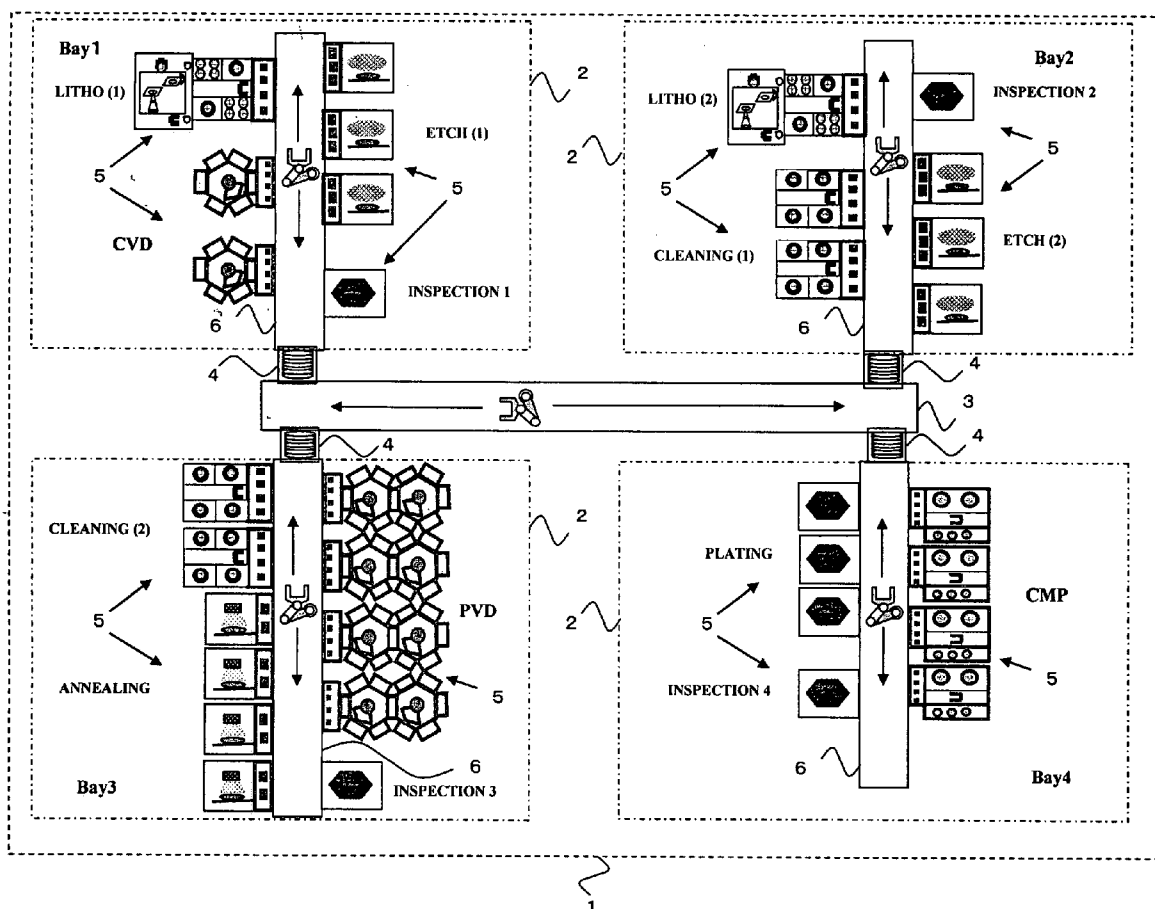 Bay1
2
Bay2
LITHO (1)
LITHO (2)
INSPECTION 2
ETCH (1)
2
5
5
5
5
CVD
CLEANING (1)
ETCH (2)
INSPECTION 1
6
6
4
4
3
4
4
CLEANING (2)
2
PLATING
5
PVD
2
CMP
5
5
ANNEALING
5
INSPECTION 4
6
6
Bay3
INSPECTION 3
Bay4
1